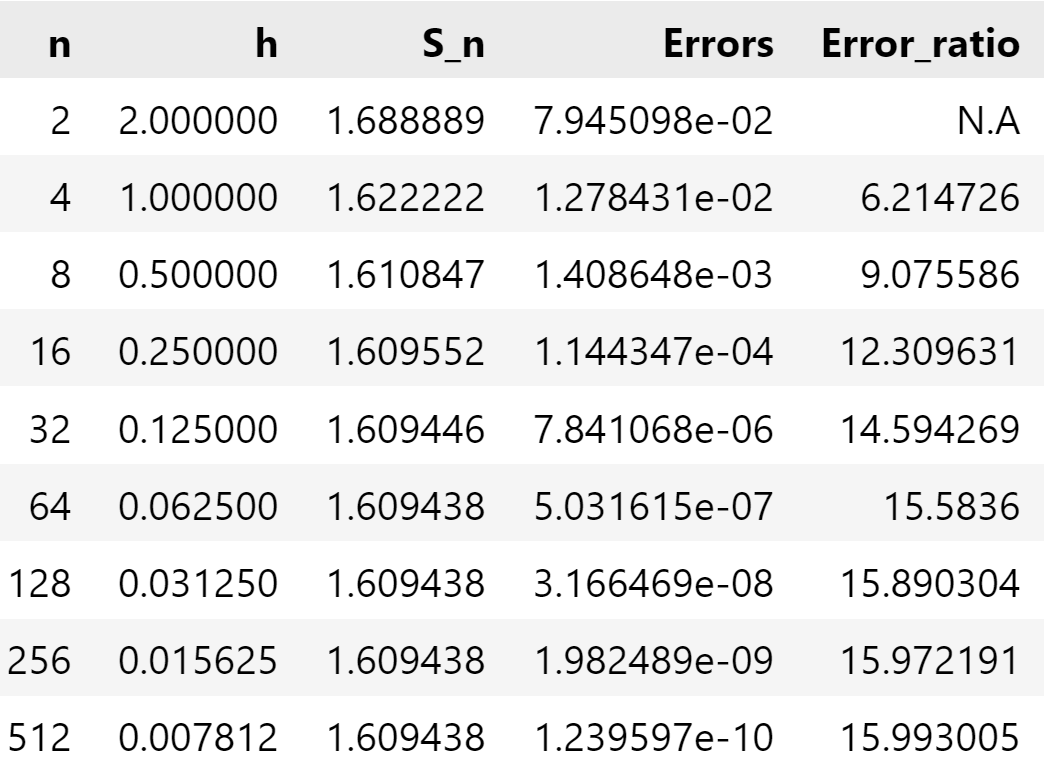 n h S_n Errors Error_ratio
2 2.000000 1.688889 7.945098e-02 N.A
4 1.000000 1.622222 1.278431e-02 6.214726
8 0.500000 1.610847 1.408648e-03 9.075586
16 0.250000 1.609552 1.144347e-04 12.309631
32 0.125000 1.609446 7.841068e-06 14.594269
64 0.062500 1.609438 5.031615e-07 15.5836
128 0.031250 1.609438 3.166469e-08 15.890304
256 0.015625 1.609438 1.982489e-09 15.972191
512 0.007812 1.609438 1.239597e-10 15.993005